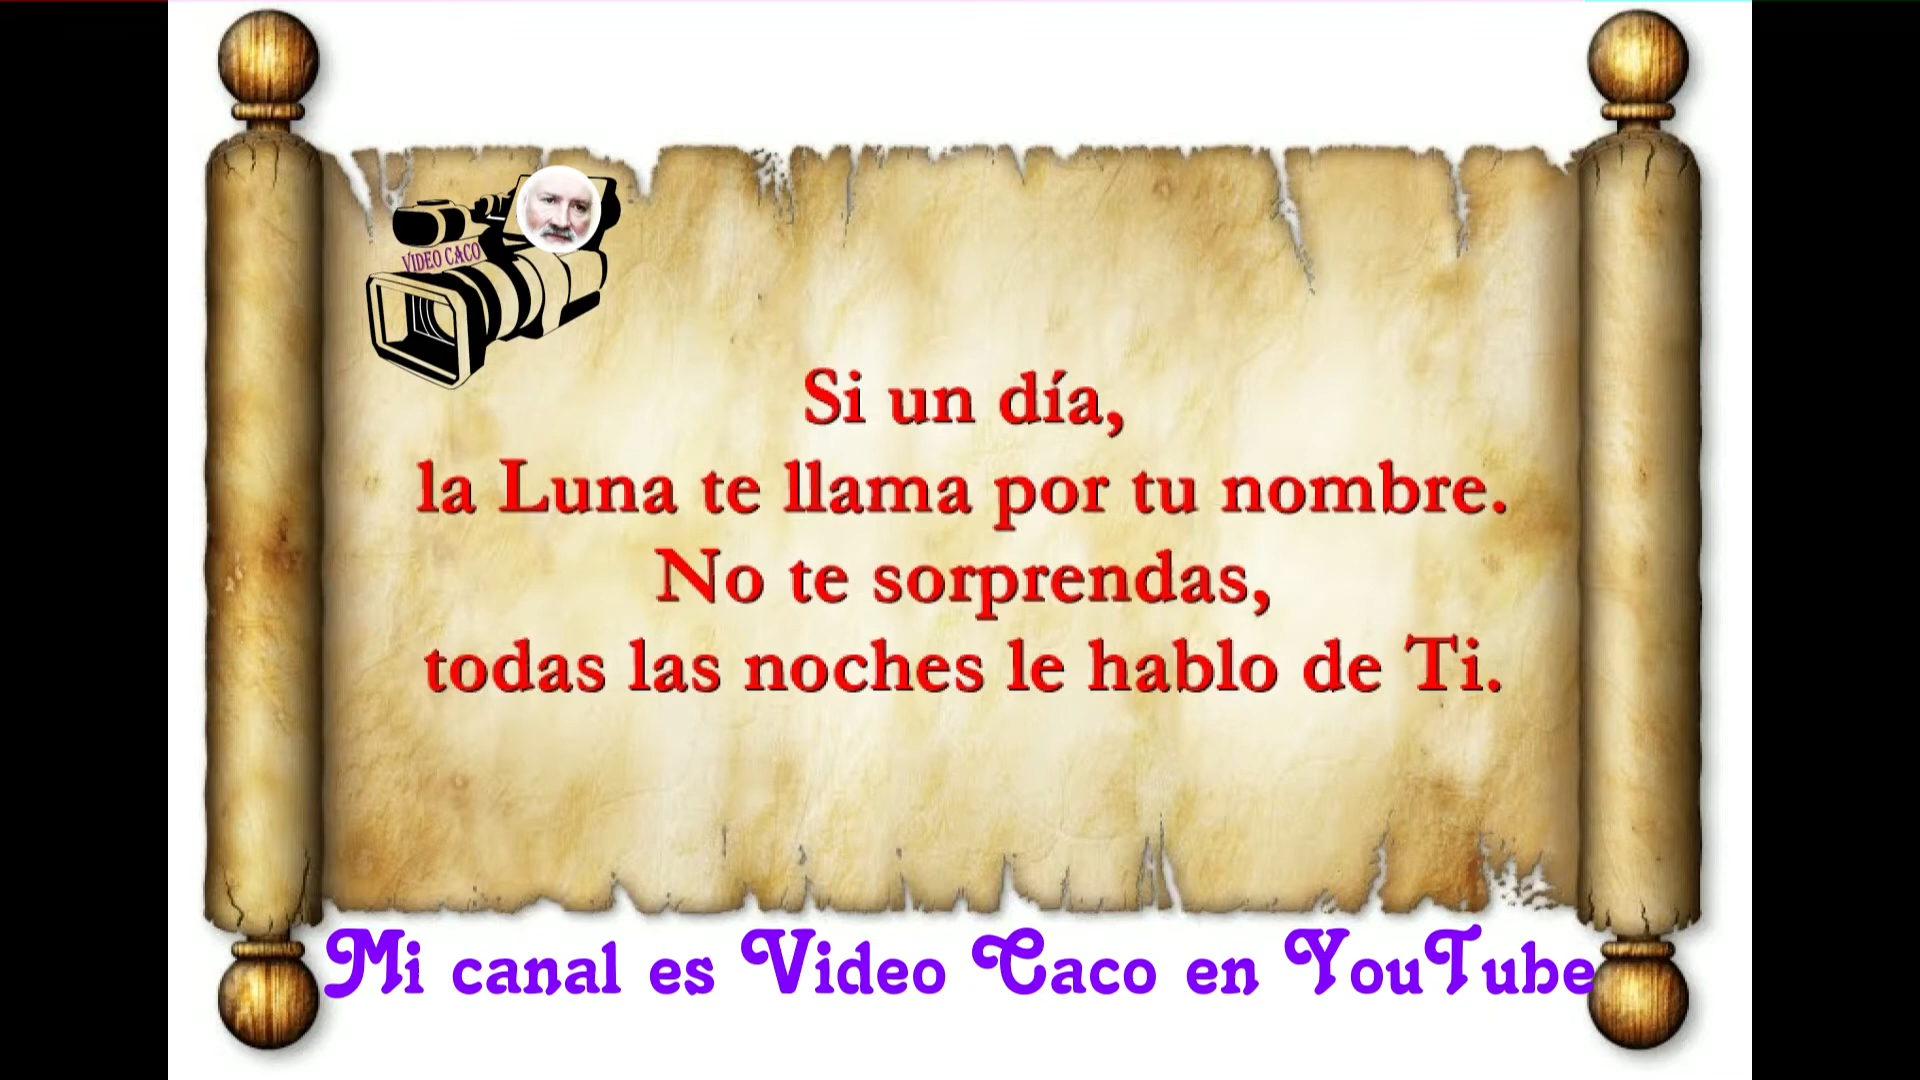 VIDEO CACO
Si un día,
la Luna te llama por tu nombre.
No te sorprendas,
todas las noches le hablo de Ti.
Mi canal es Video Caco en YouTube